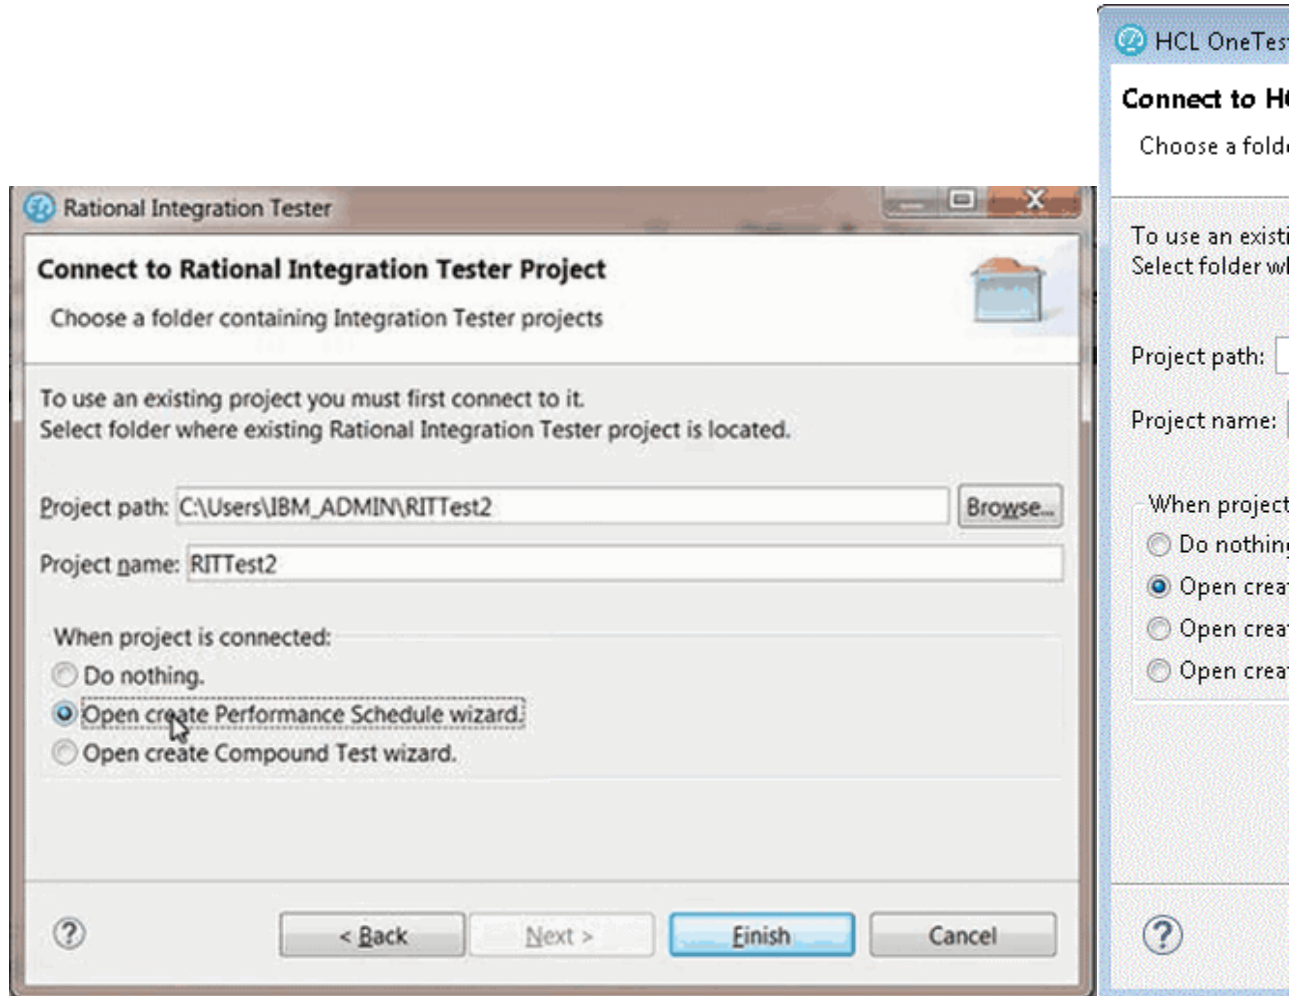 Rational Integration Tester
Connect to Rational Integration Tester Project
Choose a folder containing Integration Tester projects
To use an existing project you must first connect to it.
Select folder where existing Rational Integration Tester project is located.
Project path: C:\Users\IBM_ADMIN\RITTest2 Browse...
Project name: RITTest2
When project is connected:
Do nothing.
Open create Performance Schedule wizard.
Open create Compound Test wizard.
? < Back Next > Finish Cancel
HCL OneTes
Connect to H
Choose a fold
To use an exist
Select folder w
Project path:
Project name:
When project
Do nothin
Open crea
Open crea
Open crea
?